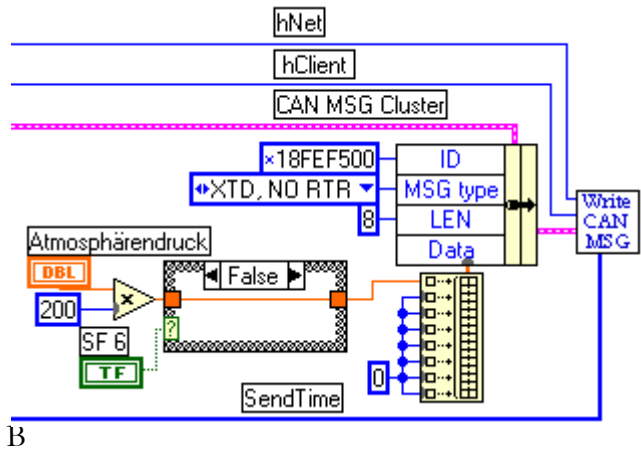 hNet
hClient
CAN MSG Cluster
×18FEF500 ID
XTD, NO RTR MSG type
8 LEN
Data
Write
CAN
MSG
Atmosphärendruck
DBL
False
×
200
?
SF 6
TF
0
SendTime
B